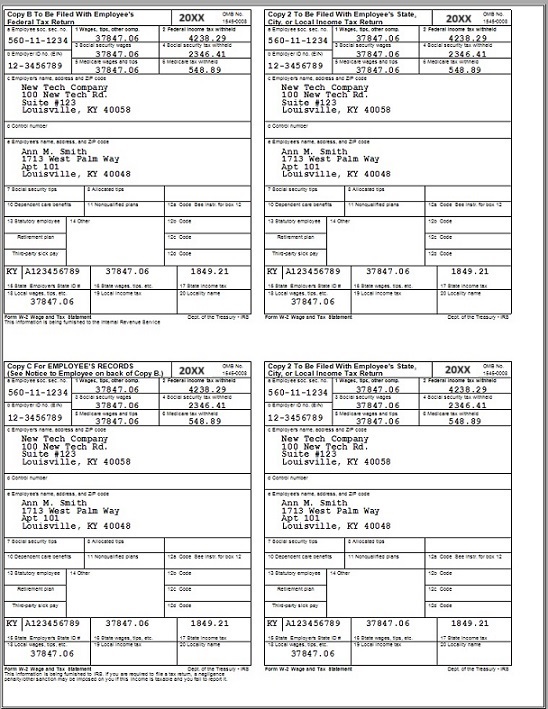 Copy B To Be Filed With Employee's
Federal Tax Return
20XX
OMB No.
1545-0008
a Employee's soc. sec. no.
1 Wages, tips, other comp.
2 Federal income tax withheld
560-11-1234
37847.06
4238.29
3 Social security wages
4 Social security tax withheld
b Employer ID no. (EIN)
37847.06
2346.41
12-3456789
5 Medicare wages and tips
6 Medicare tax withheld
37847.06
548.89
c Employer's name, address and ZIP code
New Tech Company
100 New Tech Rd.
Suite #123
Louisville, KY 40058
d Control number
e Employee's name, address, and ZIP code
Ann M. Smith
1713 West Palm Way
Apt 101
Louisville, KY 40048
7 Social security tips
8 Allocated tips
10 Dependent care benefits
11 Nonqualified plans
12a Code See instr. for box 12
13 Statutory employee
14 Other
12b Code
Retirement plan
12c Code
Third-party sick pay
12d Code
KY A123456789
37847.06
1849.21
15 State Employer's State ID #
16 State wages, tips, etc.
17 State income tax
18 Local wages, tips, etc.
19 Local income tax
20 Locality name
37847.06
Form W-2 Wage and Tax Statement
Dept. of the Treasury - IRS
This information is being furnished to the Internal Revenue Service
Copy 2 To Be Filed With Employee's State,
City, or Local Income Tax Return
20XX
OMB No.
1545-0008
a Employee's soc. sec. no.
1 Wages, tips, other comp.
2 Federal income tax withheld
560-11-1234
37847.06
4238.29
3 Social security wages
4 Social security tax withheld
b Employer ID no. (EIN)
37847.06
2346.41
12-3456789
5 Medicare wages and tips
6 Medicare tax withheld
37847.06
548.89
c Employer's name, address and ZIP code
New Tech Company
100 New Tech Rd.
Suite #123
Louisville, KY 40058
d Control number
e Employee's name, address, and ZIP code
Ann M. Smith
1713 West Palm Way
Apt 101
Louisville, KY 40048
7 Social security tips
8 Allocated tips
10 Dependent care benefits
11 Nonqualified plans
12a Code See instr. for box 12
13 Statutory employee
14 Other
12b Code
Retirement plan
12c Code
Third-party sick pay
12d Code
KY A123456789
37847.06
1849.21
15 State Employer's State ID #
16 State wages, tips, etc.
17 State income tax
18 Local wages, tips, etc.
19 Local income tax
20 Locality name
37847.06
Form W-2 Wage and Tax Statement
Dept. of the Treasury - IRS
Copy C For EMPLOYEE'S RECORDS
(See Notice to Employee on back of Copy B.)
20XX
OMB No.
1545-0008
a Employee's soc. sec. no.
1 Wages, tips, other comp.
2 Federal income tax withheld
560-11-1234
37847.06
4238.29
3 Social security wages
4 Social security tax withheld
b Employer ID no. (EIN)
37847.06
2346.41
12-3456789
5 Medicare wages and tips
6 Medicare tax withheld
37847.06
548.89
c Employer's name, address and ZIP code
New Tech Company
100 New Tech Rd.
Suite #123
Louisville, KY 40058
d Control number
e Employee's name, address, and ZIP code
Ann M. Smith
1713 West Palm Way
Apt 101
Louisville, KY 40048
7 Social security tips
8 Allocated tips
10 Dependent care benefits
11 Nonqualified plans
12a Code See instr. for box 12
13 Statutory employee
14 Other
12b Code
Retirement plan
12c Code
Third-party sick pay
12d Code
KY A123456789
37847.06
1849.21
15 State Employer's State ID #
16 State wages, tips, etc.
17 State income tax
18 Local wages, tips, etc.
19 Local income tax
20 Locality name
37847.06
Form W-2 Wage and Tax Statement
Dept. of the Treasury - IRS
This information is being furnished to IRS. If you are required to file a tax return, a negligence
penalty/other sanction may be imposed on you if this income is taxable and you fail to report it.
Copy 2 To Be Filed With Employee's State,
City, or Local Income Tax Return
20XX
OMB No.
1545-0008
a Employee's soc. sec. no.
1 Wages, tips, other comp.
2 Federal income tax withheld
560-11-1234
37847.06
4238.29
3 Social security wages
4 Social security tax withheld
b Employer ID no. (EIN)
37847.06
2346.41
12-3456789
5 Medicare wages and tips
6 Medicare tax withheld
37847.06
548.89
c Employer's name, address and ZIP code
New Tech Company
100 New Tech Rd.
Suite #123
Louisville, KY 40058
d Control number
e Employee's name, address, and ZIP code
Ann M. Smith
1713 West Palm Way
Apt 101
Louisville, KY 40048
7 Social security tips
8 Allocated tips
10 Dependent care benefits
11 Nonqualified plans
12a Code See instr. for box 12
13 Statutory employee
14 Other
12b Code
Retirement plan
12c Code
Third-party sick pay
12d Code
KY A123456789
37847.06
1849.21
15 State Employer's State ID #
16 State wages, tips, etc.
17 State income tax
18 Local wages, tips, etc.
19 Local income tax
20 Locality name
37847.06
Form W-2 Wage and Tax Statement
Dept. of the Treasury - IRS